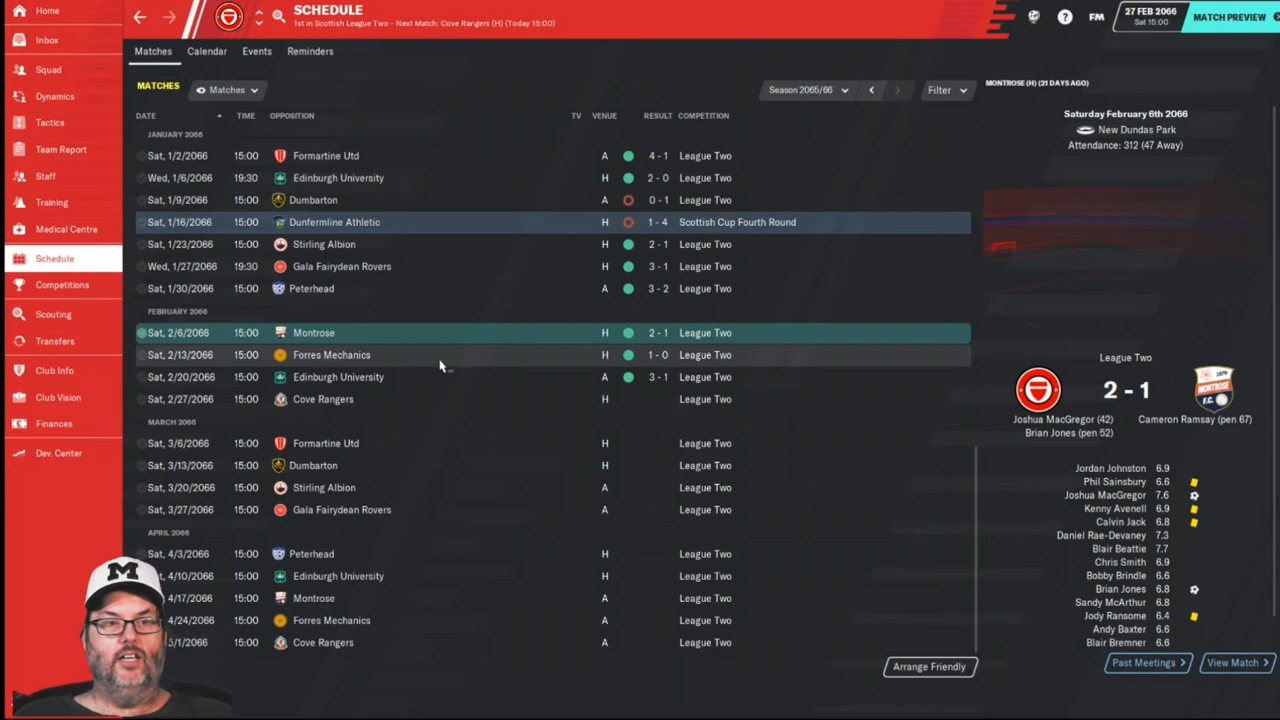 Home
SCHEDULE
1st in Scottish League Two - Next Match: Cove Rangers (H) (Today 15:00)
FM
27 FEB 2066
Sat 15:00
MATCH PREVIEW
Inbox
Squad
Dynamics
Tactics
Team Report
Staff
Training
Medical Centre
Schedule
Competitions
Scouting
Transfers
Club Info
Club Vision
Finances
Dev. Center
Matches Calendar Events Reminders
MATCHES Matches Season 2065/66 Filter
DATE TIME OPPOSITION TV VENUE RESULT COMPETITION
JANUARY 2066
Sat, 1/2/2066 15:00 Formartine Utd A 4 - 1 League Two
Wed, 1/6/2066 19:30 Edinburgh University H 2 - 0 League Two
Sat, 1/9/2066 15:00 Dumbarton A 0 - 1 League Two
Sat, 1/16/2066 15:00 Dunfermline Athletic H 1 - 4 Scottish Cup Fourth Round
Sat, 1/23/2066 15:00 Stirling Albion H 2 - 1 League Two
Wed, 1/27/2066 19:30 Gala Fairydean Rovers H 3 - 1 League Two
Sat, 1/30/2066 15:00 Peterhead A 3 - 2 League Two
FEBRUARY 2066
Sat, 2/6/2066 15:00 Montrose H 2 - 1 League Two
Sat, 2/13/2066 15:00 Forres Mechanics H 1 - 0 League Two
Sat, 2/20/2066 15:00 Edinburgh University A 3 - 1 League Two
Sat, 2/27/2066 15:00 Cove Rangers H League Two
MARCH 2066
Sat, 3/6/2066 15:00 Formartine Utd H League Two
Sat, 3/13/2066 15:00 Dumbarton H League Two
Sat, 3/20/2066 15:00 Stirling Albion A League Two
Sat, 3/27/2066 15:00 Gala Fairydean Rovers A League Two
APRIL 2066
Sat, 4/3/2066 15:00 Peterhead H League Two
Sat, 4/10/2066 15:00 Edinburgh University H League Two
4/17/2066 15:00 Montrose A League Two
4/24/2066 15:00 Forres Mechanics A League Two
5/1/2066 15:00 Cove Rangers A League Two
Arrange Friendly
MONTROSE (H) (21 DAYS AGO)
Saturday February 6th 2066
New Dundas Park
Attendance: 312 (47 Away)
League Two
2 - 1
MONTROSE
F.C.
Joshua MacGregor (42) Cameron Ramsay (pen 67)
Brian Jones (pen 52)
Jordan Johnston 6.9
Phil Sainsbury 6.6
Joshua MacGregor 7.6
Kenny Avenell 6.9
Calvin Jack 6.8
Daniel Rae-Devaney 7.3
Blair Beattie 7.7
Chris Smith 6.9
Bobby Brindle 6.6
Brian Jones 6.8
Sandy McArthur 6.8
Jody Ransome 6.4
Andy Baxter 6.6
Blair Bremner 6.6
Past Meetings View Match
M